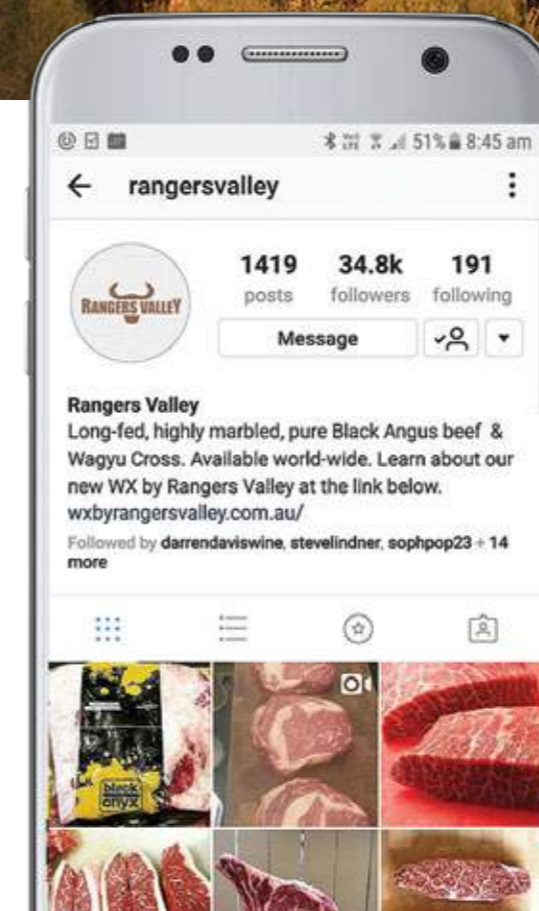 51% 8:45 am
rangersvalley
1419 34.8k 191
posts followers following
RANGERS VALLEY
Message
Rangers Valley
Long-fed, highly marbled, pure Black Angus beef &
Wagyu Cross. Available world-wide. Learn about our
new WX by Rangers Valley at the link below.
wxbyrangersvalley.com.au/
Followed by darrendaviswine, stevelindner, sophpop23 + 14
more
black
onyx